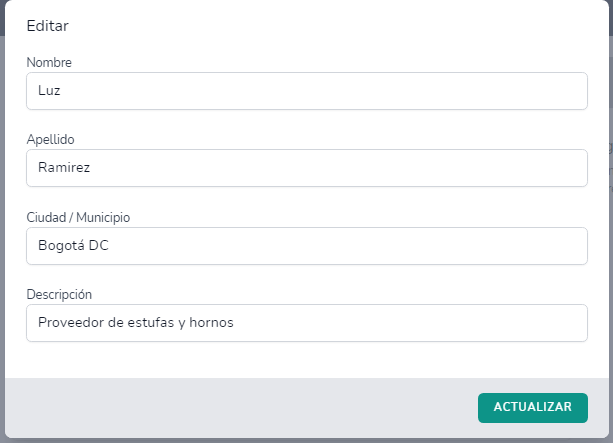 Editar
Nombre
Luz
Apellido
Ramirez
Ciudad / Municipio
Bogotá DC
Descripción
Proveedor de estufas y hornos
ACTUALIZAR